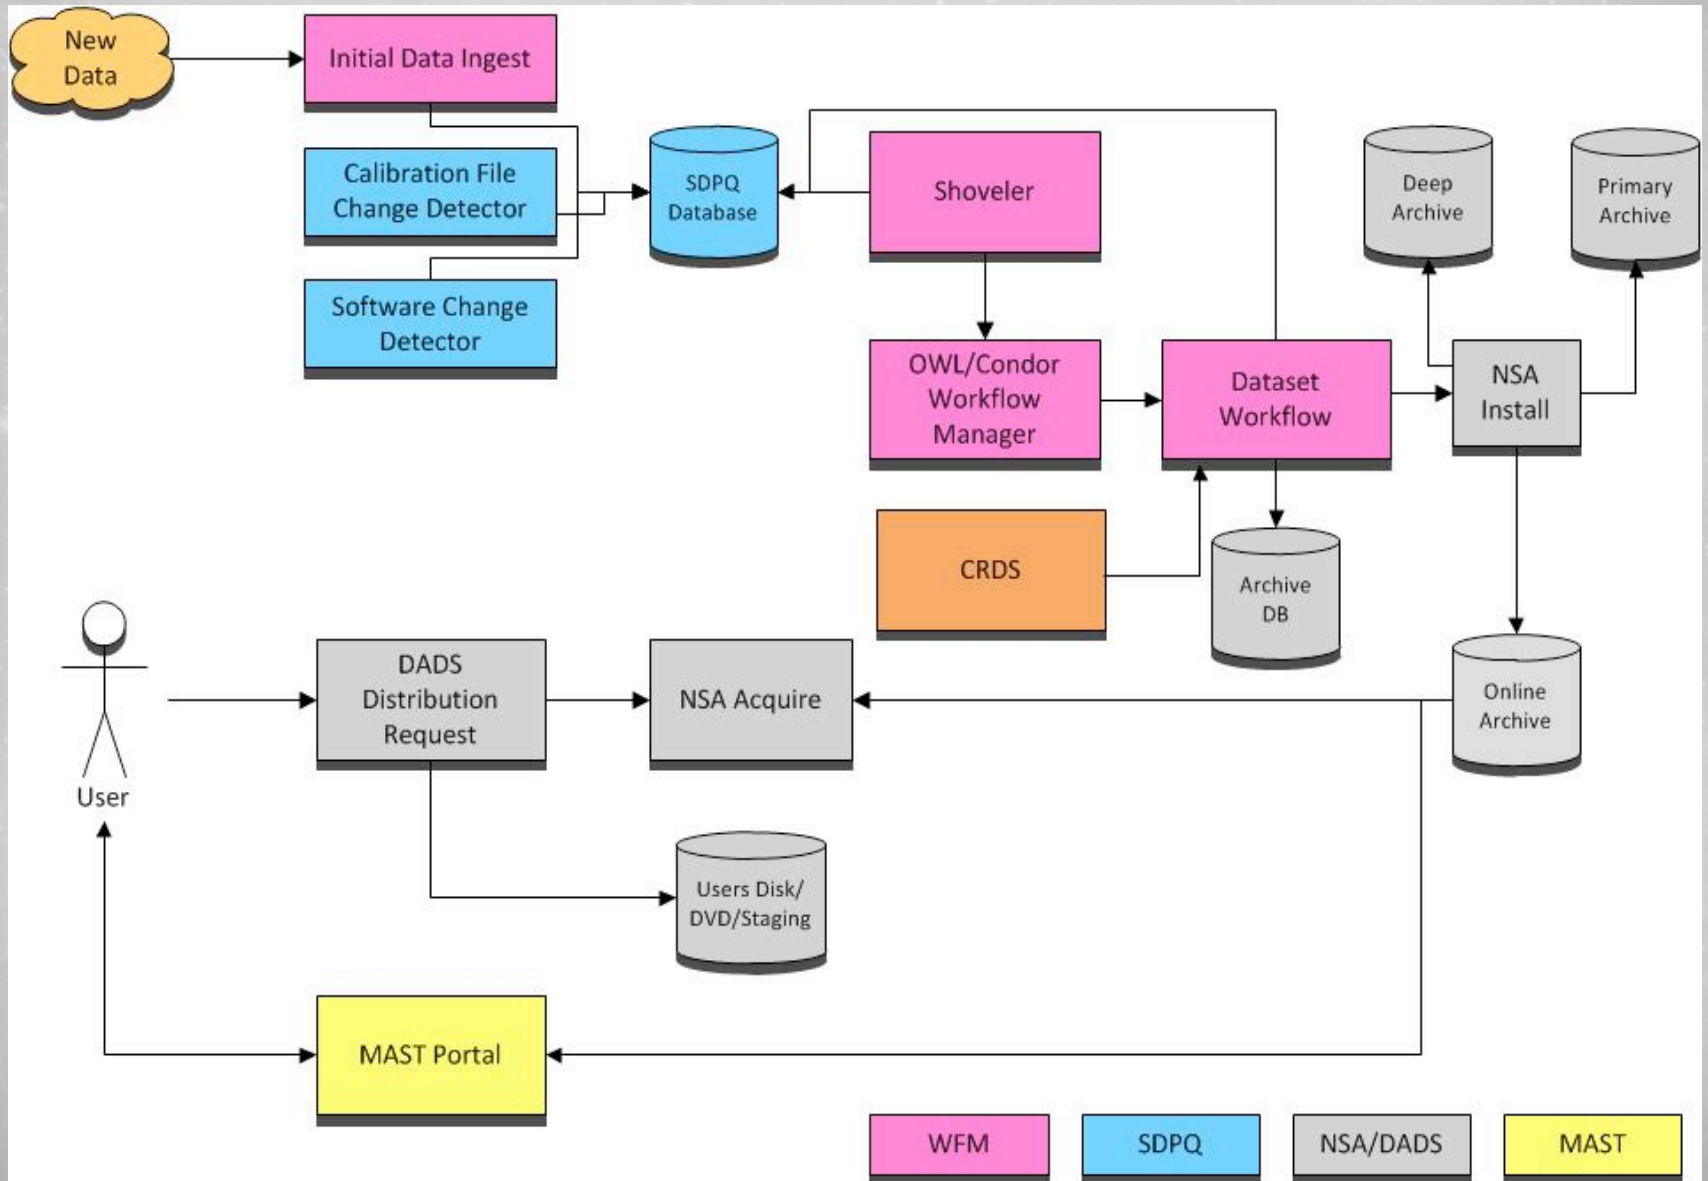 New
Data
Initial Data Ingest
Calibration File
Change Detector
Software Change
Detector
SDPQ
Database
Shoveler
Deep
Archive
Primary
Archive
OWL/Condor
Workflow
Manager
Dataset
Workflow
NSA
Install
CRDS
Archive
DB
Online
Archive
User
DADS
Distribution
Request
NSA Acquire
Users Disk/
DVD/Staging
MAST Portal
WFM
SDPQ
NSA/DADS
MAST